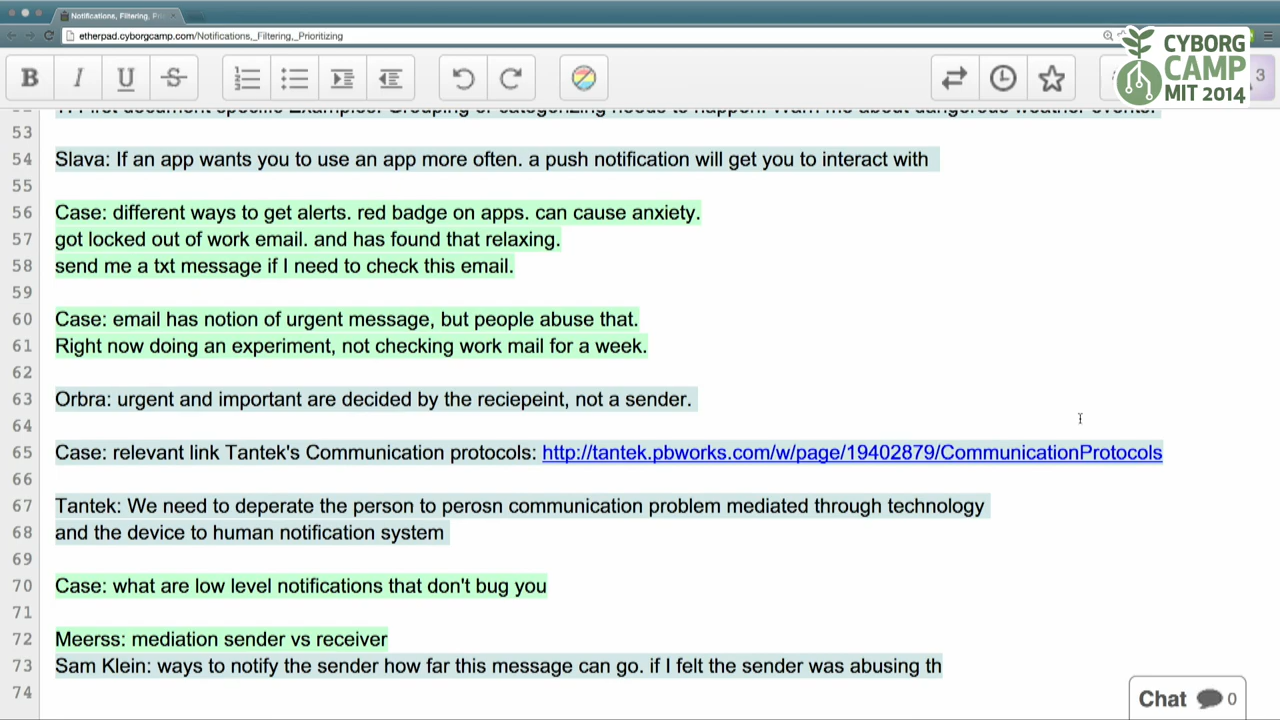 Notifications, Filtering, Pri
etherpad.cyborgcamp.com/Notifications,_Filtering,_Prioritizing
CYBORG
CAMP
MIT 2014
B I U S
3
53
54 Slava: If an app wants you to use an app more often. a push notification will get you to interact with
55
56 Case: different ways to get alerts. red badge on apps. can cause anxiety.
57 got locked out of work email. and has found that relaxing.
58 send me a txt message if I need to check this email.
59
60 Case: email has notion of urgent message, but people abuse that.
61 Right now doing an experiment, not checking work mail for a week.
62
63 Orbra: urgent and important are decided by the reciepeint, not a sender.
64
65 Case: relevant link Tantek's Communication protocols: http://tantek.pbworks.com/w/page/19402879/CommunicationProtocols
66
67 Tantek: We need to deperate the person to perosn communication problem mediated through technology
68 and the device to human notification system
69
70 Case: what are low level notifications that don't bug you
71
72 Meerss: mediation sender vs receiver
73 Sam Klein: ways to notify the sender how far this message can go. if I felt the sender was abusing th
74
Chat 0